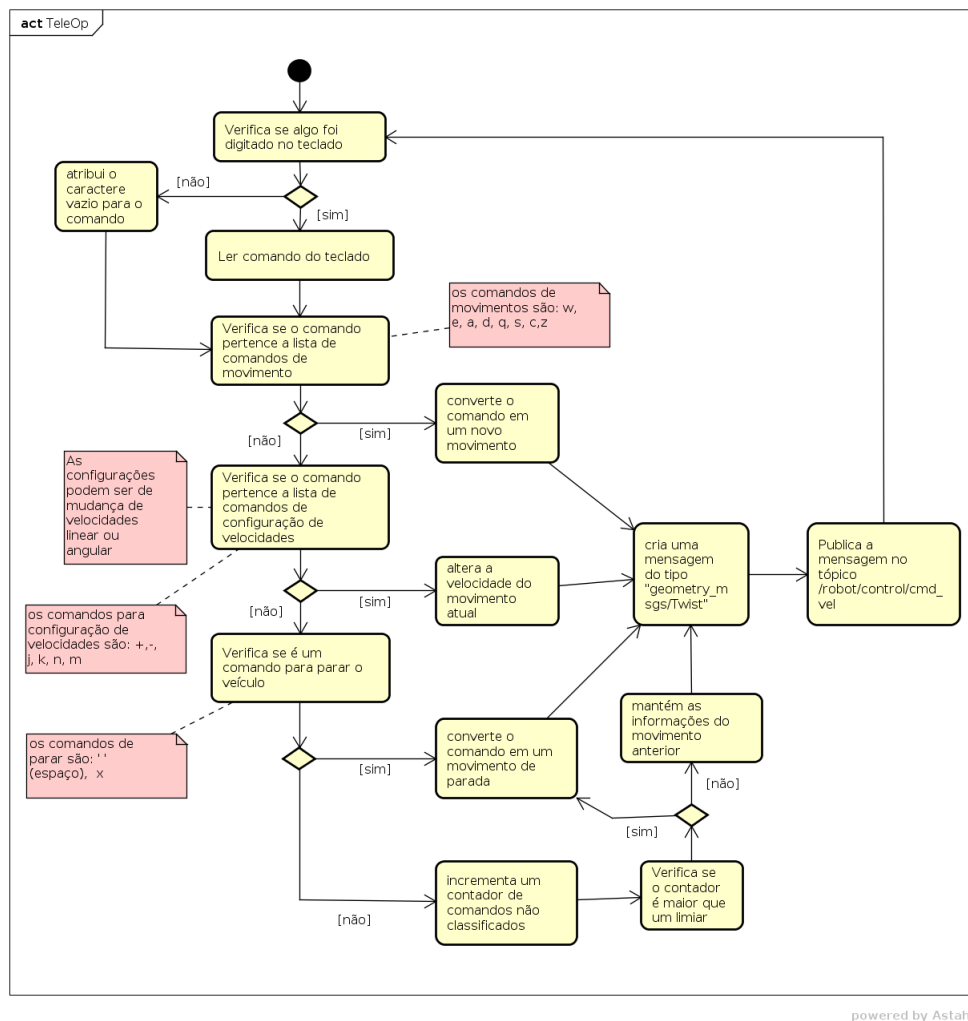 act TeleOp
Verifica se algo foi
digitado no teclado
atribui o
caractere
vazio para o
comando
[não]
[sim]
Ler comando do teclado
os comandos de
movimentos são: w,
e, a, d, q, s, c,z
Verifica se o comando
pertence a lista de
comandos de
movimento
[não]
[sim]
converte o
comando em
um novo
movimento
As
configurações
podem ser de
mudança de
velocidades
linear ou
angular
Verifica se o comando
pertence a lista de
comandos de
configuração de
velocidades
cria uma
mensagem
do tipo
"geometry_m
sgs/Twist"
Publica a
mensagem no
tópico
/robot/control/cmd_
vel
[não]
[sim]
altera a
velocidade do
movimento
atual
os comandos para
configuração de
velocidades são: +,-,
j, k, n, m
Verifica se é um
comando para parar o
veículo
os comandos de
parar são: ' '
(espaço),  x
[sim]
converte o
comando em um
movimento de
parada
mantém as
informações do
movimento
anterior
[não]
[sim]
[não]
incrementa um
contador de
comandos não
classificados
Verifica se
o contador
é maior que
um limiar
powered by Astah